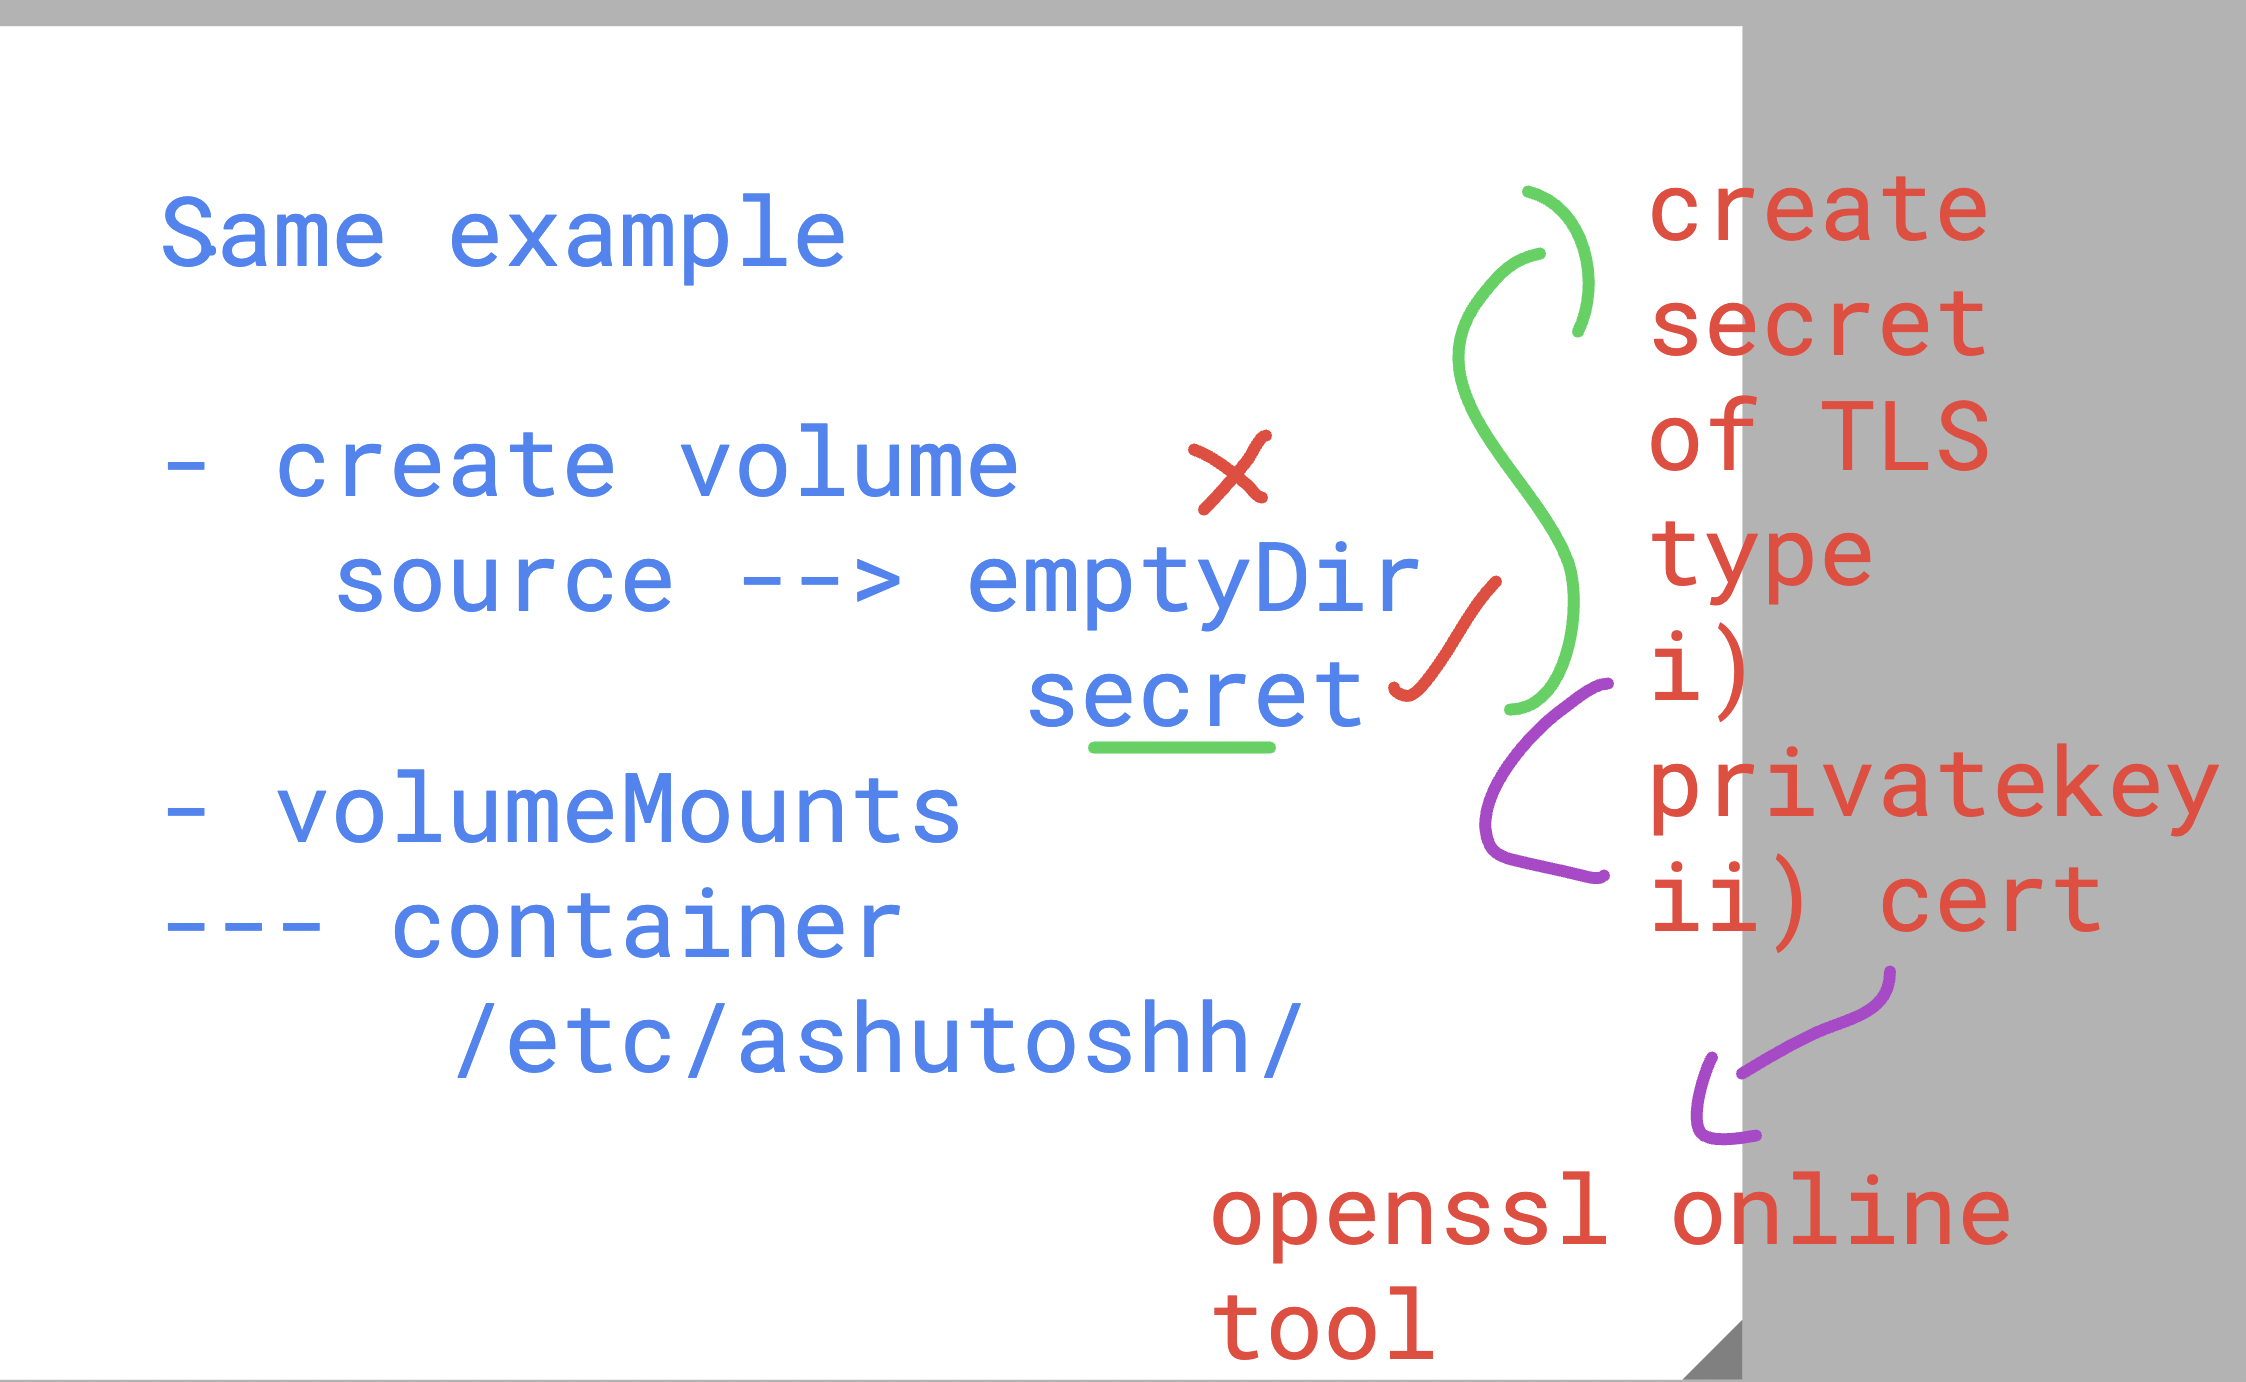 Same example
- create volume
source --> emptyDir
secret
- volumeMounts
--- container
/etc/ashutoshh/
create
secret
of TLS
type
i)
privatekey
ii) cert
openssl online
tool